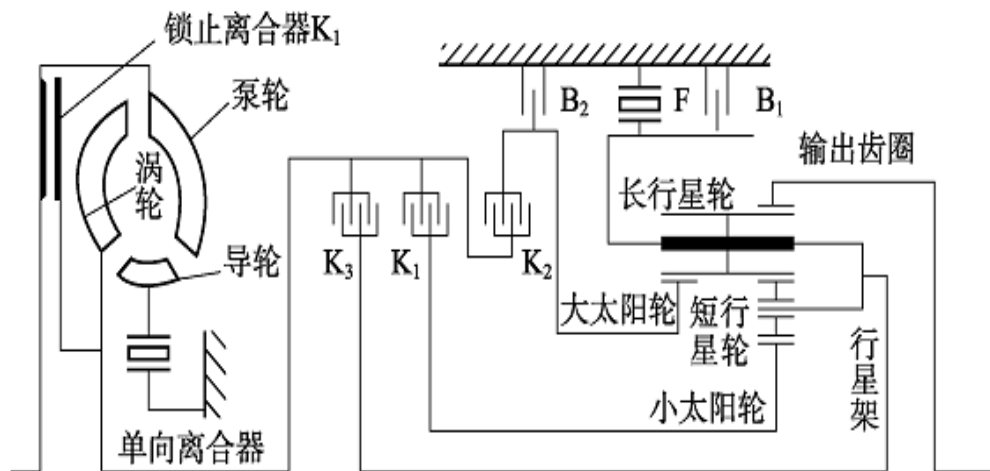 锁止离合器K₁
泵轮
涡轮
导轮
单向离合器
B₂
F
B₁
输出齿圈
长行星轮
K₃
K₁
K₂
大太阳轮
短行
星轮
小太阳轮
行星架